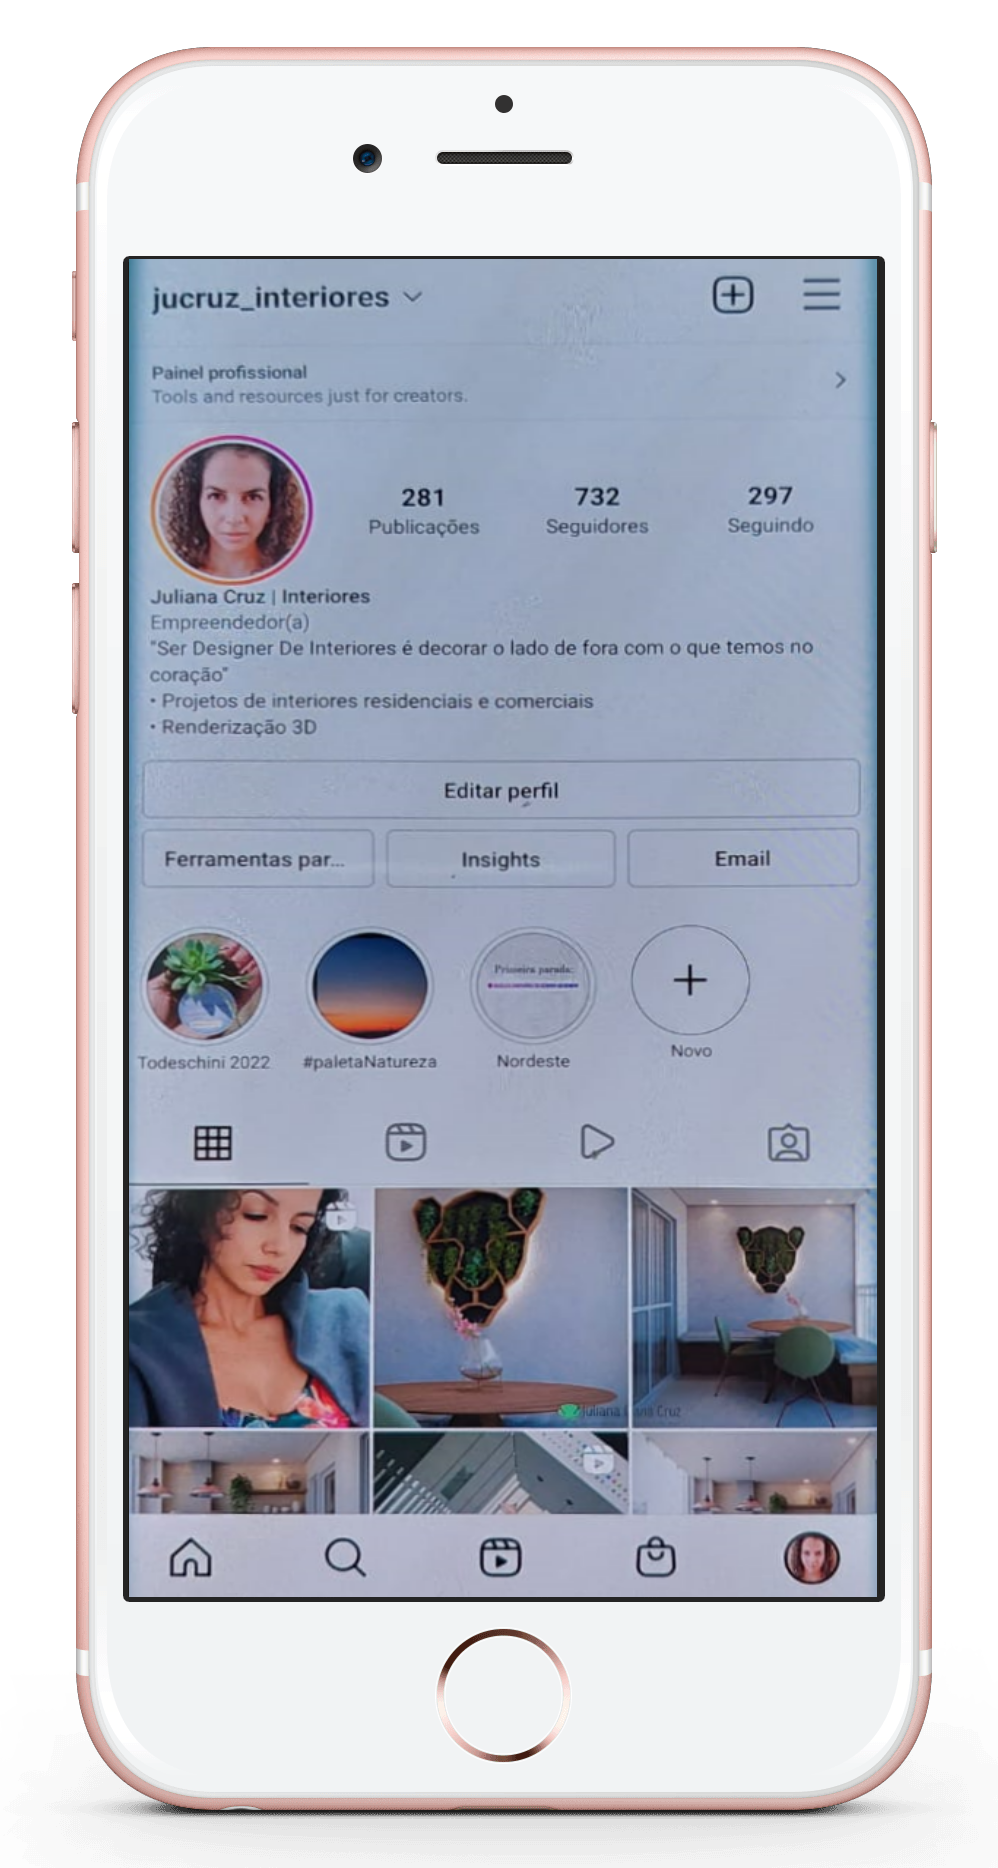 jucruz_interiores
Painel profissional
Tools and resources just for creators.
281 732 297
Publicações Seguidores Seguindo
Juliana Cruz | Interiores
Empreendedor(a)
"Ser Designer De Interiores é decorar o lado de fora com o que temos no
coração"
• Projetos de interiores residenciais e comerciais
• Renderização 3D
Editar perfil
Ferramentas par... Insights Email
Primeira parada:
Todeschini 2022 #paletaNatureza Nordeste Novo
Juliana Cruz